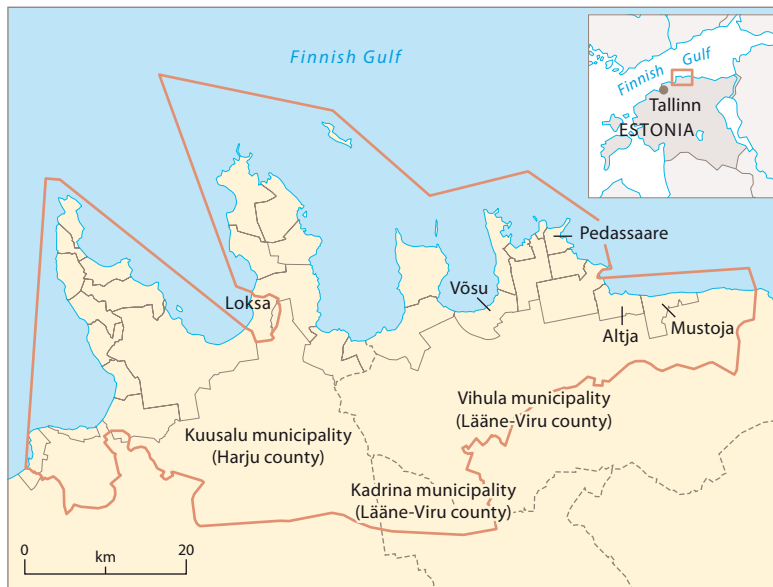 Finnish Gulf
Finnish Gulf
Tallinn
ESTONIA
Pedassaare
Loksa
Võsu
Altja
Mustoja
Vihula municipality
(Lääne-Viru county)
Kuusalu municipality
(Harju county)
Kadrina municipality
(Lääne-Viru county)
0
20
km